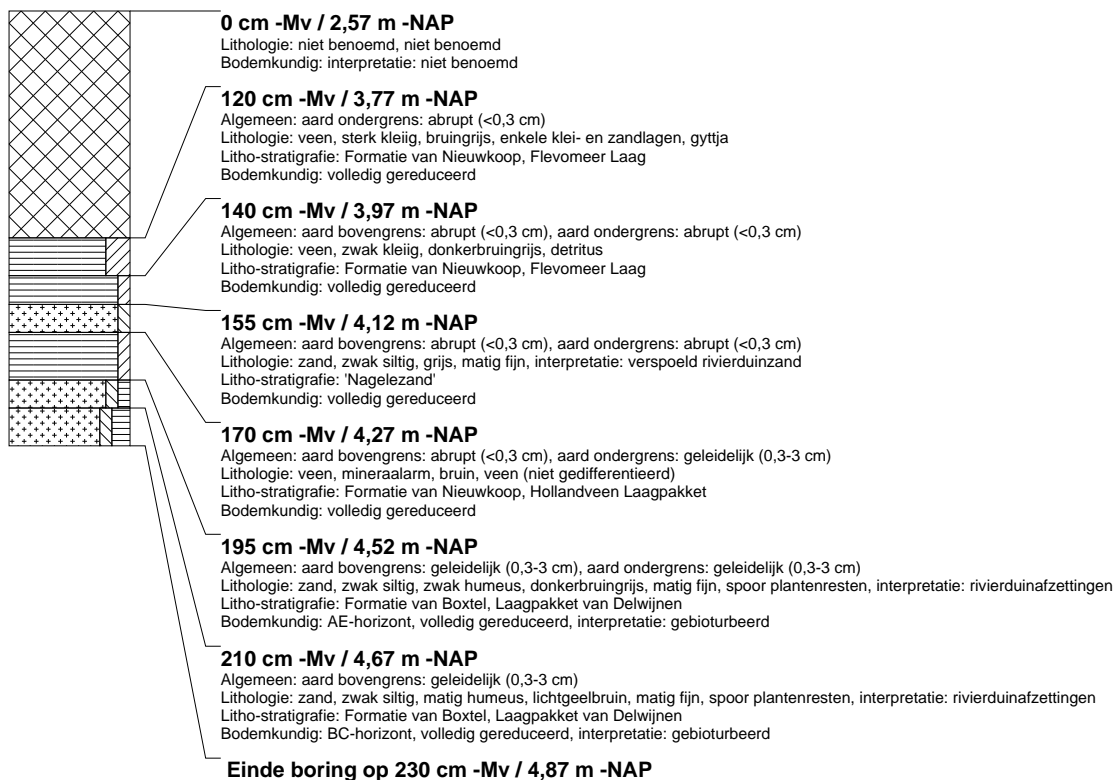 0 cm -Mv / 2,57 m -NAP
Lithologie: niet benoemd, niet benoemd
Bodemkundig: interpretatie: niet benoemd
120 cm -Mv / 3,77 m -NAP
Algemeen: aard ondergrens: abrupt (<0,3 cm)
Lithologie: veen, sterk kleiig, bruingrijs, enkele klei- en zandlagen, gyttja
Litho-stratigrafie: Formatie van Nieuwkoop, Flevomeer Laag
Bodemkundig: volledig gereduceerd
140 cm -Mv / 3,97 m -NAP
Algemeen: aard bovengrens: abrupt (<0,3 cm), aard ondergrens: abrupt (<0,3 cm)
Lithologie: veen, zwak kleiig, donkerbruingrijs, detritus
Litho-stratigrafie: Formatie van Nieuwkoop, Flevomeer Laag
Bodemkundig: volledig gereduceerd
155 cm -Mv / 4,12 m -NAP
Algemeen: aard bovengrens: abrupt (<0,3 cm), aard ondergrens: abrupt (<0,3 cm)
Lithologie: zand, zwak siltig, grijs, matig fijn, interpretatie: verspoeld rivierduinzand
Litho-stratigrafie: 'Nagelezand'
Bodemkundig: volledig gereduceerd
170 cm -Mv / 4,27 m -NAP
Algemeen: aard bovengrens: abrupt (<0,3 cm), aard ondergrens: geleidelijk (0,3-3 cm)
Lithologie: veen, mineraalarm, bruin, veen (niet gedifferentieerd)
Litho-stratigrafie: Formatie van Nieuwkoop, Hollandveen Laagpakket
Bodemkundig: volledig gereduceerd
195 cm -Mv / 4,52 m -NAP
Algemeen: aard bovengrens: geleidelijk (0,3-3 cm), aard ondergrens: geleidelijk (0,3-3 cm)
Lithologie: zand, zwak siltig, zwak humeus, donkerbruingrijs, matig fijn, spoor plantenresten, interpretatie: rivierduinafzettingen
Litho-stratigrafie: Formatie van Boxtel, Laagpakket van Delwijnen
Bodemkundig: AE-horizont, volledig gereduceerd, interpretatie: gebioturbeerd
210 cm -Mv / 4,67 m -NAP
Algemeen: aard bovengrens: geleidelijk (0,3-3 cm)
Lithologie: zand, zwak siltig, matig humeus, lichtgeelbruin, matig fijn, spoor plantenresten, interpretatie: rivierduinafzettingen
Litho-stratigrafie: Formatie van Boxtel, Laagpakket van Delwijnen
Bodemkundig: BC-horizont, volledig gereduceerd, interpretatie: gebioturbeerd
Einde boring op 230 cm -Mv / 4,87 m -NAP